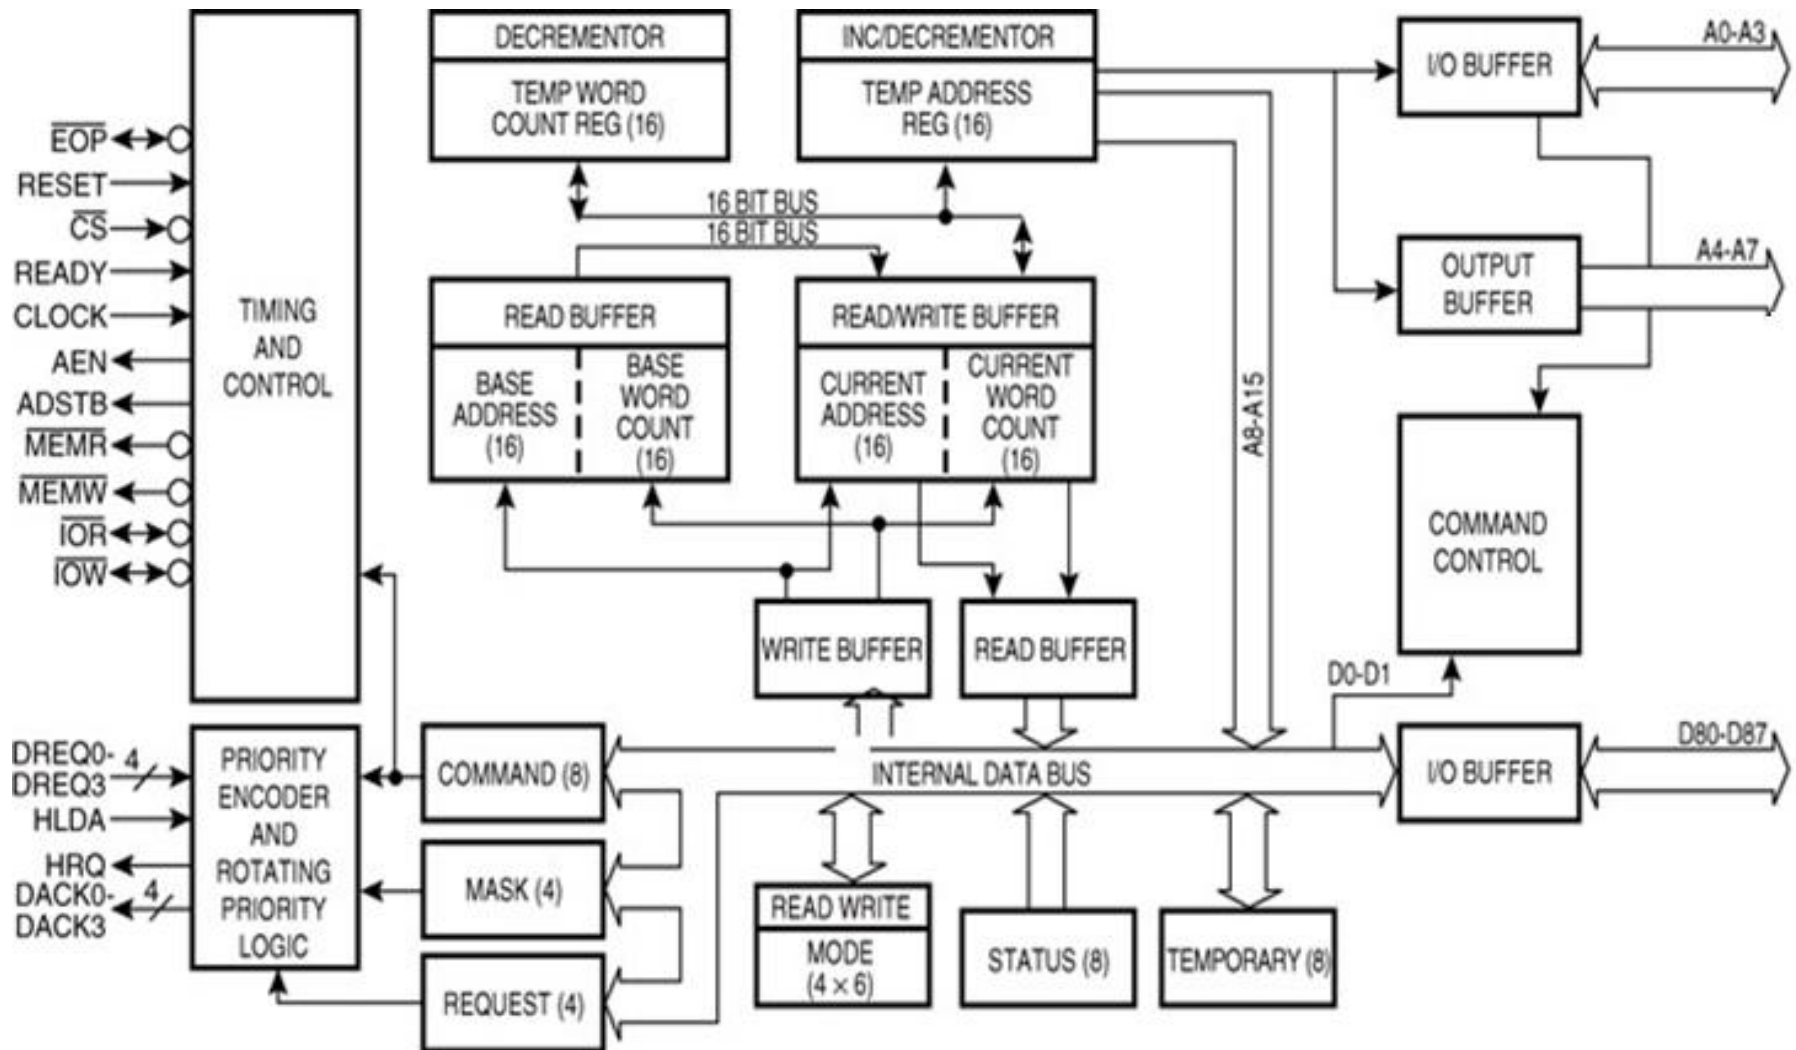 DECREMENTOR
TEMP WORD
COUNT REG (16)
INC/DECREMENTOR
TEMP ADDRESS
REG (16)
I/O BUFFER
A0-A3
EOP
RESET
CS
READY
CLOCK
AEN
ADSTB
MEMR
MEMW
IOR
IOW
TIMING
AND
CONTROL
16 BIT BUS
16 BIT BUS
READ BUFFER
BASE
ADDRESS
(16)
BASE
WORD
COUNT
(16)
READ/WRITE BUFFER
CURRENT
ADDRESS
(16)
CURRENT
WORD
COUNT
(16)
A8-A15
OUTPUT
BUFFER
A4-A7
COMMAND
CONTROL
WRITE BUFFER
READ BUFFER
D0-D1
DREQ0-
DREQ3
4
HLDA
HRQ
DACK0-
DACK3
4
PRIORITY
ENCODER
AND
ROTATING
PRIORITY
LOGIC
COMMAND (8)
MASK (4)
REQUEST (4)
INTERNAL DATA BUS
I/O BUFFER
D80-D87
READ WRITE
MODE
(4 × 6)
STATUS (8)
TEMPORARY (8)